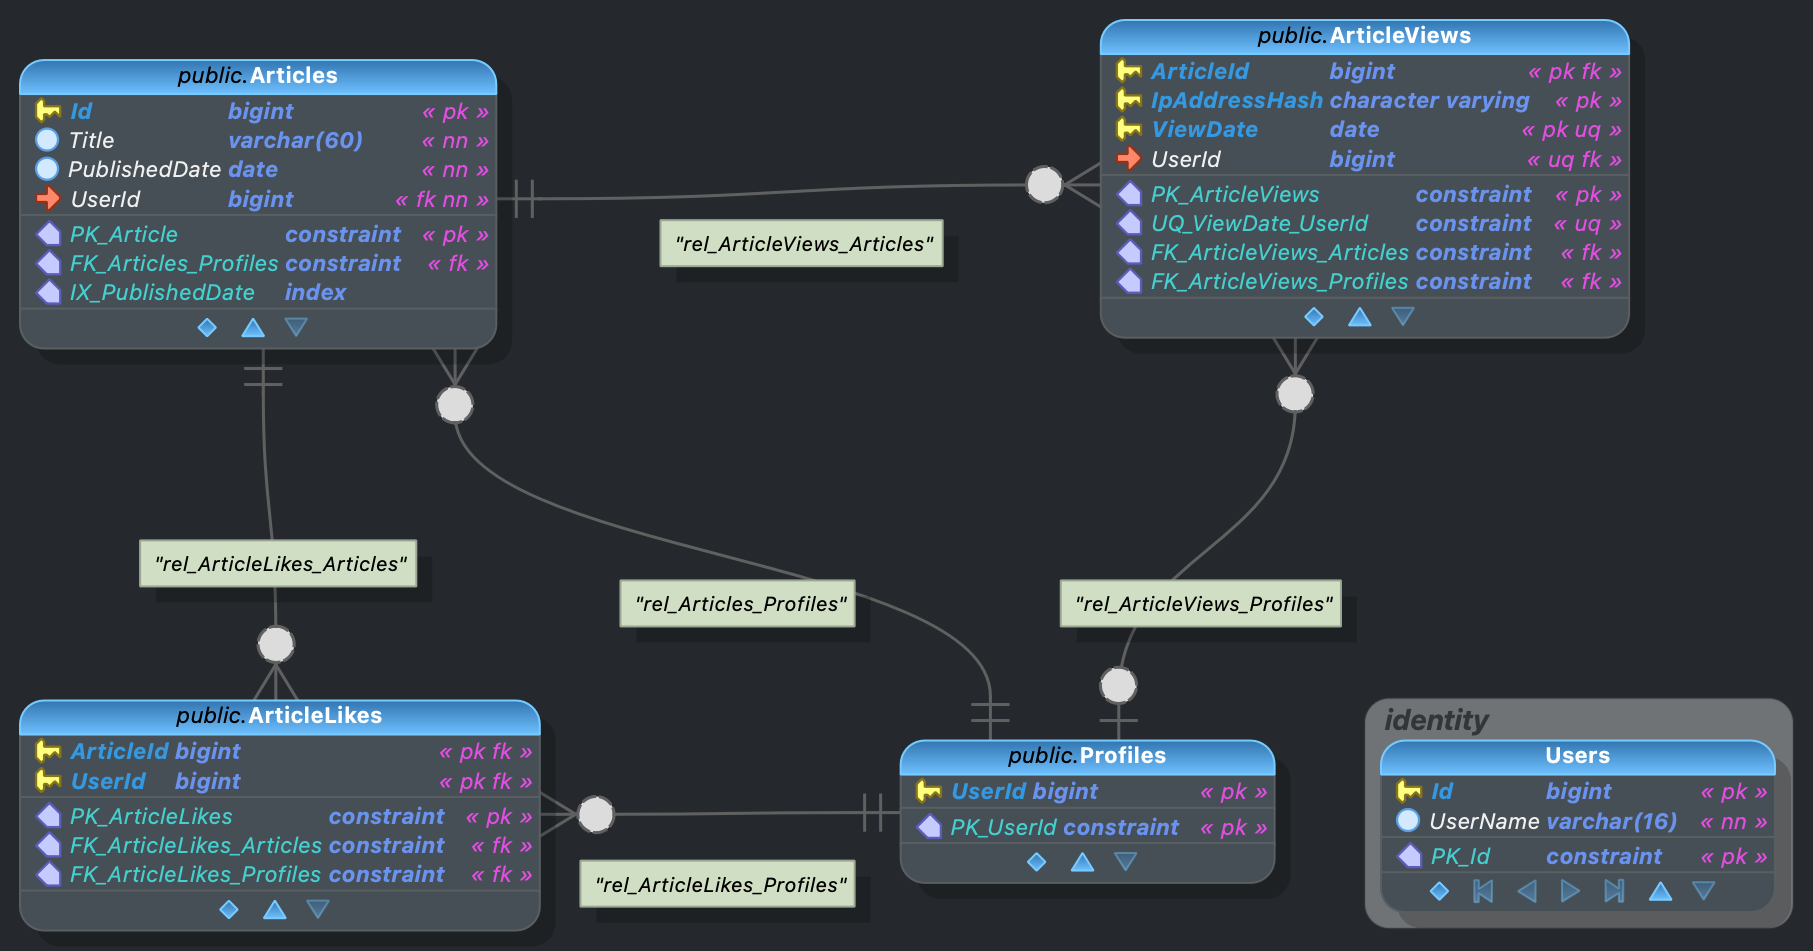 public.Articles
Id bigint « pk »
Title varchar(60) « nn »
PublishedDate date « nn »
UserId bigint « fk nn »
PK_Article constraint « pk »
FK_Articles_Profiles constraint « fk »
IX_PublishedDate index
public.ArticleViews
ArticleId bigint « pk fk »
IpAddressHash character varying « pk »
ViewDate date « pk uq »
UserId bigint « uq fk »
PK_ArticleViews constraint « pk »
UQ_ViewDate_UserId constraint « uq »
FK_ArticleViews_Articles constraint « fk »
FK_ArticleViews_Profiles constraint « fk »
"rel_ArticleViews_Articles"
"rel_ArticleLikes_Articles"
"rel_Articles_Profiles"
"rel_ArticleViews_Profiles"
public.ArticleLikes
ArticleId bigint « pk fk »
UserId bigint « pk fk »
PK_ArticleLikes constraint « pk »
FK_ArticleLikes_Articles constraint « fk »
FK_ArticleLikes_Profiles constraint « fk »
"rel_ArticleLikes_Profiles"
public.Profiles
UserId bigint « pk »
PK_UserId constraint « pk »
identity
Users
Id bigint « pk »
UserName varchar(16) « nn »
PK_Id constraint « pk »